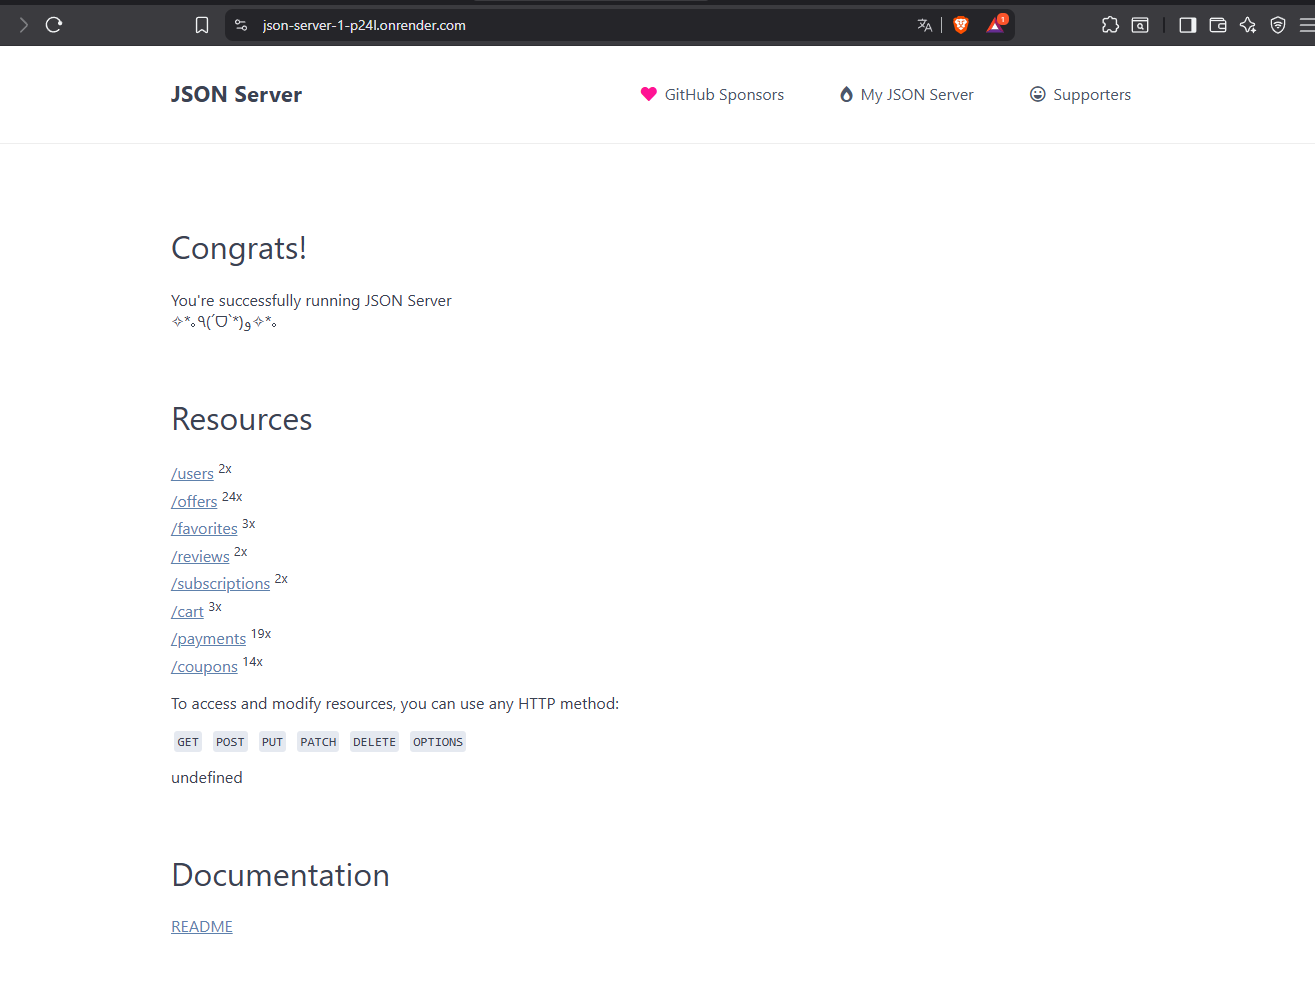 json-server-1-p24l.onrender.com
1
JSON Server
GitHub Sponsors
My JSON Server
Supporters
Congrats!
You're successfully running JSON Server
✧*｡٩(ˊᗜˋ*)و✧*｡
Resources
/users 2x
/offers 24x
/favorites 3x
/reviews 2x
/subscriptions 2x
/cart 3x
/payments 19x
/coupons 14x
To access and modify resources, you can use any HTTP method:
GET POST PUT PATCH DELETE OPTIONS
undefined
Documentation
README